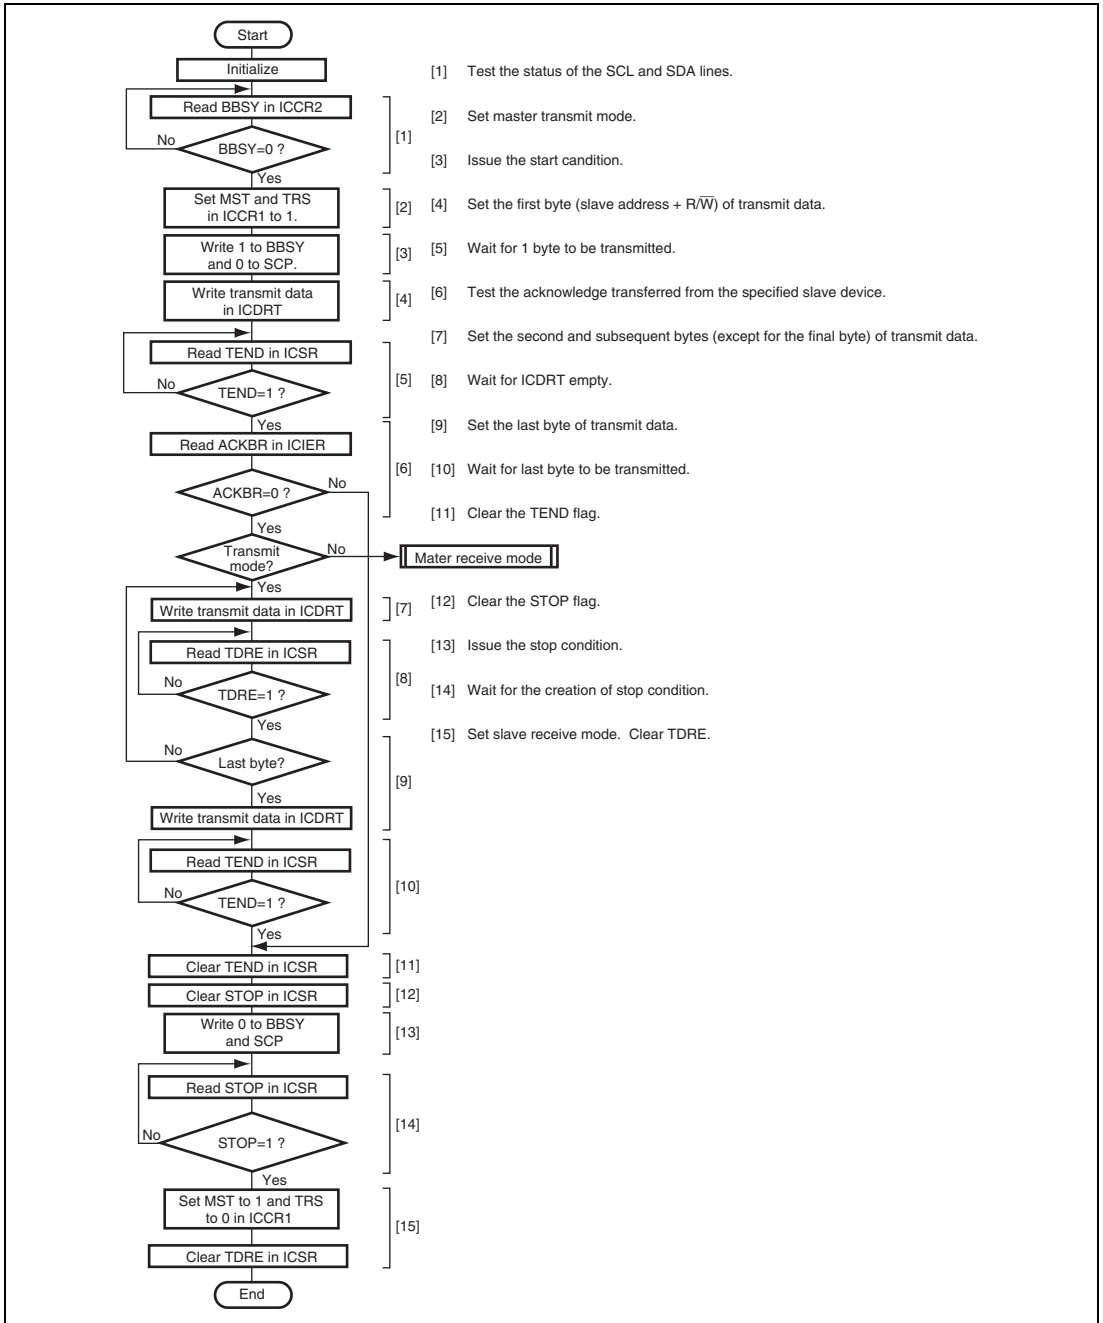 Start
Initialize
Read BBSY in ICCR2
No
BBSY=0 ?
[1]
Yes
Set MST and TRS
in ICCR1 to 1.
[2]
Write 1 to BBSY
and 0 to SCP.
[3]
Write transmit data
in ICDRT
[4]
Read TEND in ICSR
No
TEND=1 ?
[5]
Yes
Read ACKBR in ICIER
ACKBR=0 ?
No
[6]
Yes
Transmit
mode?
No
Mater receive mode
Yes
Write transmit data in ICDRT
[7]
Read TDRE in ICSR
No
TDRE=1 ?
[8]
Yes
No
Last byte?
[9]
Yes
Write transmit data in ICDRT
Read TEND in ICSR
No
TEND=1 ?
[10]
Yes
Clear TEND in ICSR
[11]
Clear STOP in ICSR
[12]
Write 0 to BBSY
and SCP
[13]
Read STOP in ICSR
No
STOP=1 ?
[14]
Yes
Set MST to 1 and TRS
to 0 in ICCR1
[15]
Clear TDRE in ICSR
End
[1] Test the status of the SCL and SDA lines.
[2] Set master transmit mode.
[3] Issue the start candition.
[4] Set the first byte (slave address + R/W̅) of transmit data.
[5] Wait for 1 byte to be transmitted.
[6] Test the acknowledge transferred from the specified slave device.
[7] Set the second and subsequent bytes (except for the final byte) of transmit data.
[8] Wait for ICDRT empty.
[9] Set the last byte of transmit data.
[10] Wait for last byte to be transmitted.
[11] Clear the TEND flag.
[12] Clear the STOP flag.
[13] Issue the stop condition.
[14] Wait for the creation of stop condition.
[15] Set slave receive mode. Clear TDRE.